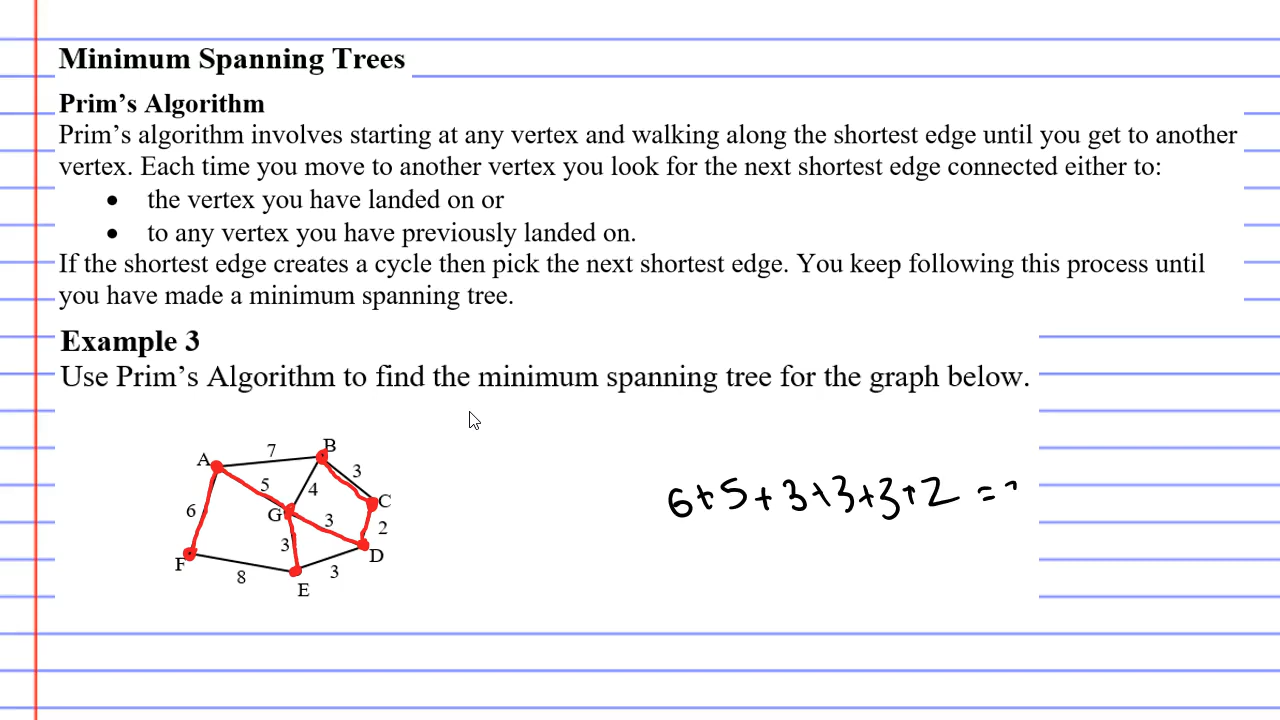 Minimum Spanning Trees
Prim's Algorithm
Prim's algorithm involves starting at any vertex and walking along the shortest edge until you get to another
vertex. Each time you move to another vertex you look for the next shortest edge connected either to:
• the vertex you have landed on or
• to any vertex you have previously landed on.
If the shortest edge creates a cycle then pick the next shortest edge. You keep following this process until
you have made a minimum spanning tree.
Example 3
Use Prim's Algorithm to find the minimum spanning tree for the graph below.
B
7
A
3
5
4
C
6
G
3
2
3
D
F
3
8
E
6+5+3+3+3+2 =